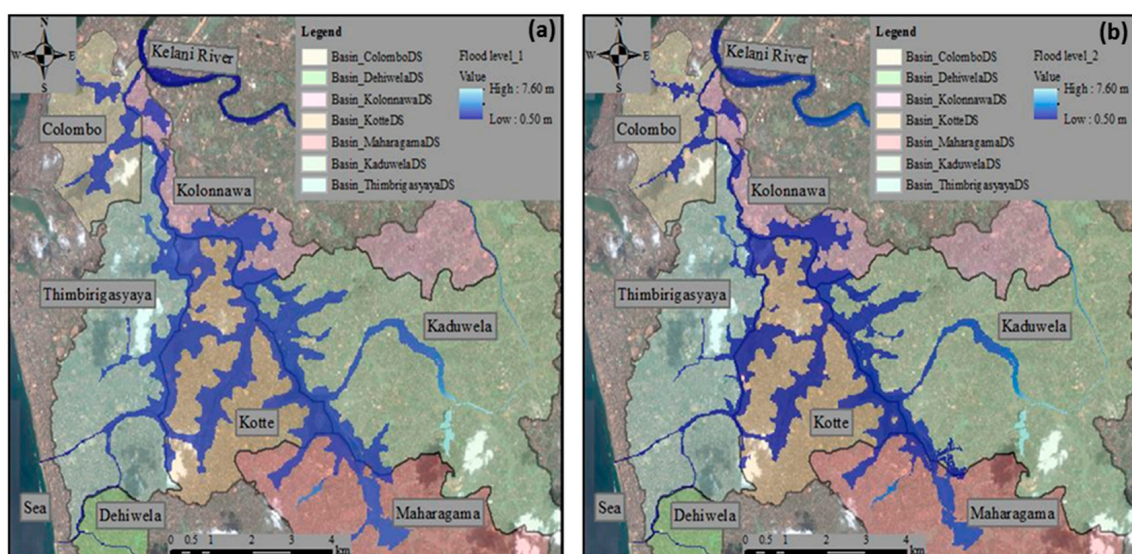 (a)
N
W E
S
Kelani River
Colombo
Kolonnawa
Thimbirigasyaya
Kaduwela
Kotte
Sea
Dehiwela
Maharagama
Legend
Basin_ColomboDS
Basin_DehiwelaDS
Basin_KolonnawaDS
Basin_KotteDS
Basin_MaharagamaDS
Basin_KaduwelaDS
Basin_ThimbrigasyayaDS
Flood level_1
Value
High : 7.60 m
Low : 0.50 m
0 0.5 1 2 3 4
km
(b)
N
W E
S
Kelani River
Colombo
Kolonnawa
Thimbirigasyaya
Kaduwela
Kotte
Sea
Dehiwela
Maharagama
Legend
Basin_ColomboDS
Basin_DehiwelaDS
Basin_KolonnawaDS
Basin_KotteDS
Basin_MaharagamaDS
Basin_KaduwelaDS
Basin_ThimbrigasyayaDS
Flood level_2
Value
High : 7.60 m
Low : 0.50 m
0 0.5 1 2 3 4
km